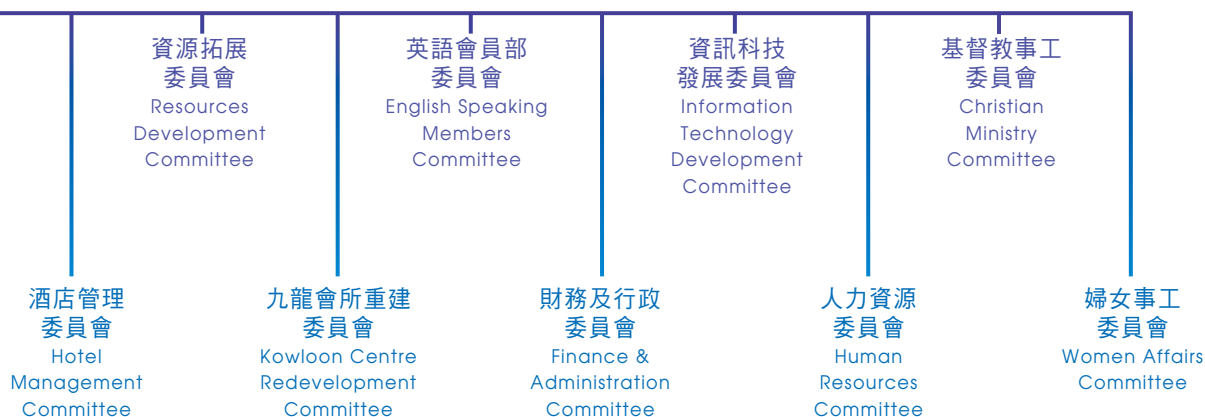 資源拓展
委員會
Resources
Development
Committee
英語會員部
委員會
English Speaking
Members
Committee
資訊科技
發展委員會
Information
Technology
Development
Committee
基督教事工
委員會
Christian
Ministry
Committee
酒店管理
委員會
Hotel
Management
Committee
九龍會所重建
委員會
Kowloon Centre
Redevelopment
Committee
財務及行政
委員會
Finance &
Administration
Committee
人力資源
委員會
Human
Resources
Committee
婦女事工
委員會
Women Affairs
Committee